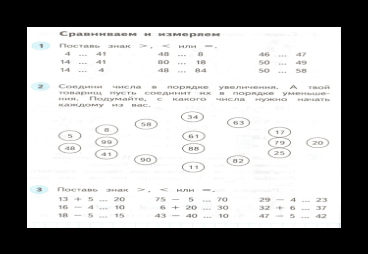 Сравниваем и измеряем
1 Поставь знак >, < или =.
4 ... 41 48 ... 8 46 ... 47
14 ... 41 80 ... 18 50 ... 49
14 ... 4 48 ... 84 50 ... 58
2 Соедини числа в порядке увеличения. А твой
товарищ пусть соединит их в порядке уменьше-
ния. Подумайте, с какого числа нужно начать
каждому из вас.
34
58 63
8 17
5 61
99 79 20
48 88
41 25
90 82
11
3 Поставь знак >, < или =.
13 + 5 ... 20 75 − 5 ... 70 29 − 4 ... 23
16 − 4 ... 10 6 + 20 ... 30 32 + 6 ... 37
18 − 5 ... 15 43 − 40 ... 10 47 − 5 ... 42